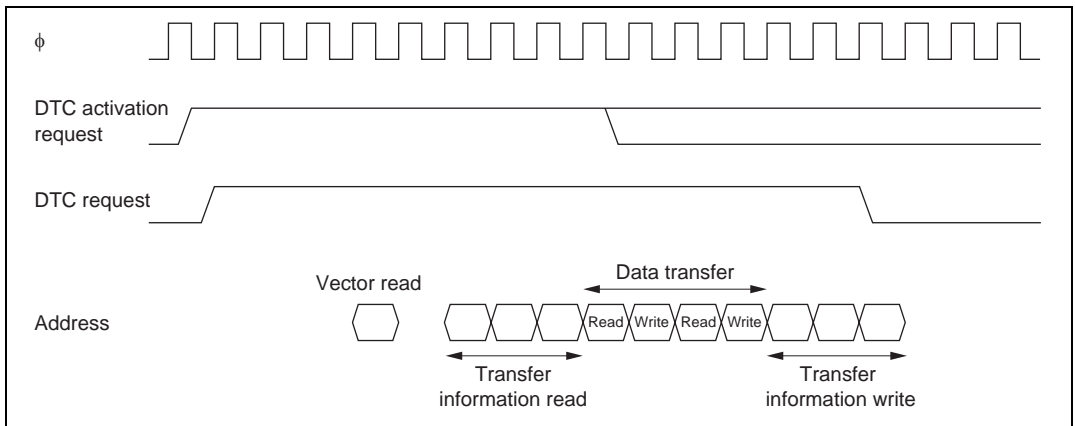 φ
DTC activation
request
DTC request
Vector read
Data transfer
Address
Read Write Read Write
Transfer
information read
Transfer
information write